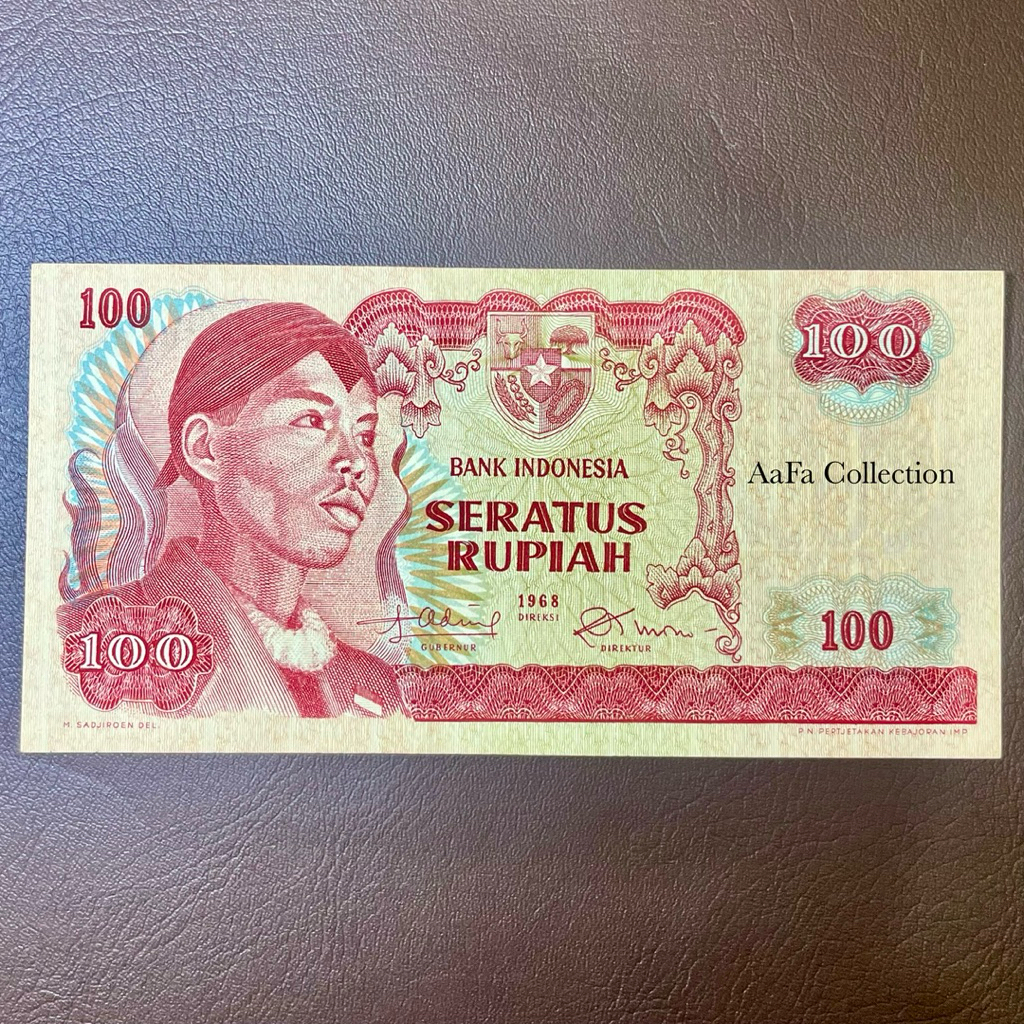 100
100
BANK INDONESIA
AaFa Collection
SERATUS
RUPIAH
1968
DIREKSI
GUBERNUR
DIREKTUR
100
100
M. SADJIROEN DEL.
P.N. PERTJETAKAN KEBAJORAN IMP.